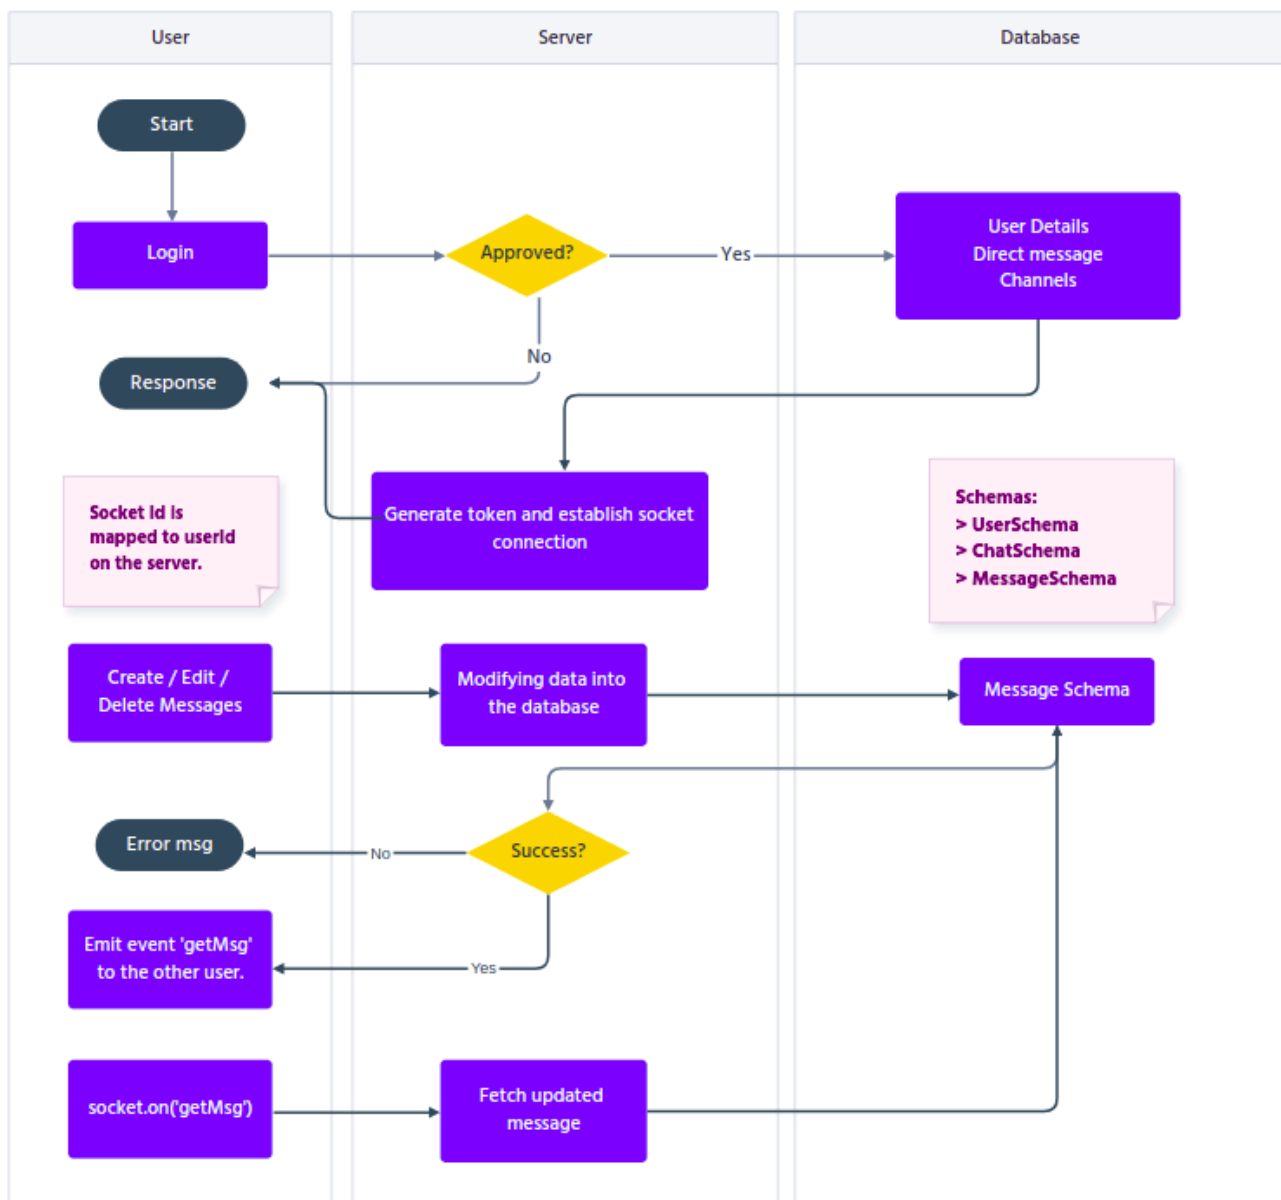 User
Server
Database
Start
Login
Approved?
Yes
User Details
Direct message
Channels
No
Response
Socket Id is
mapped to userId
on the server.
Generate token and establish socket
connection
Schemas:
> UserSchema
> ChatSchema
> MessageSchema
Create / Edit /
Delete Messages
Modifying data into
the database
Message Schema
Error msg
No
Success?
Emit event 'getMsg'
to the other user.
Yes
socket.on('getMsg')
Fetch updated
message